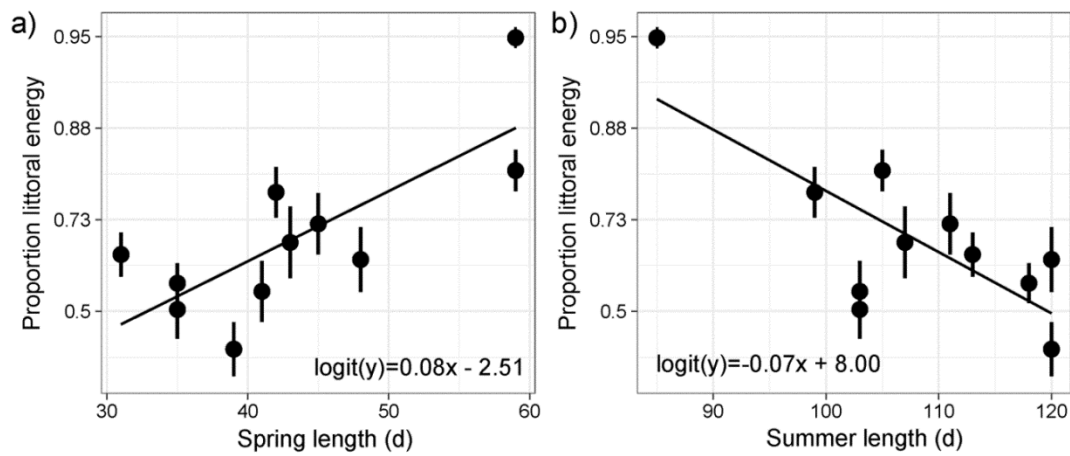 a)
Proportion littoral energy
0.95
0.88
0.73
0.5
logit(y)=0.08x - 2.51
30
40
50
60
Spring length (d)
b)
Proportion littoral energy
0.95
0.88
0.73
0.5
logit(y)=-0.07x + 8.00
90
100
110
120
Summer length (d)